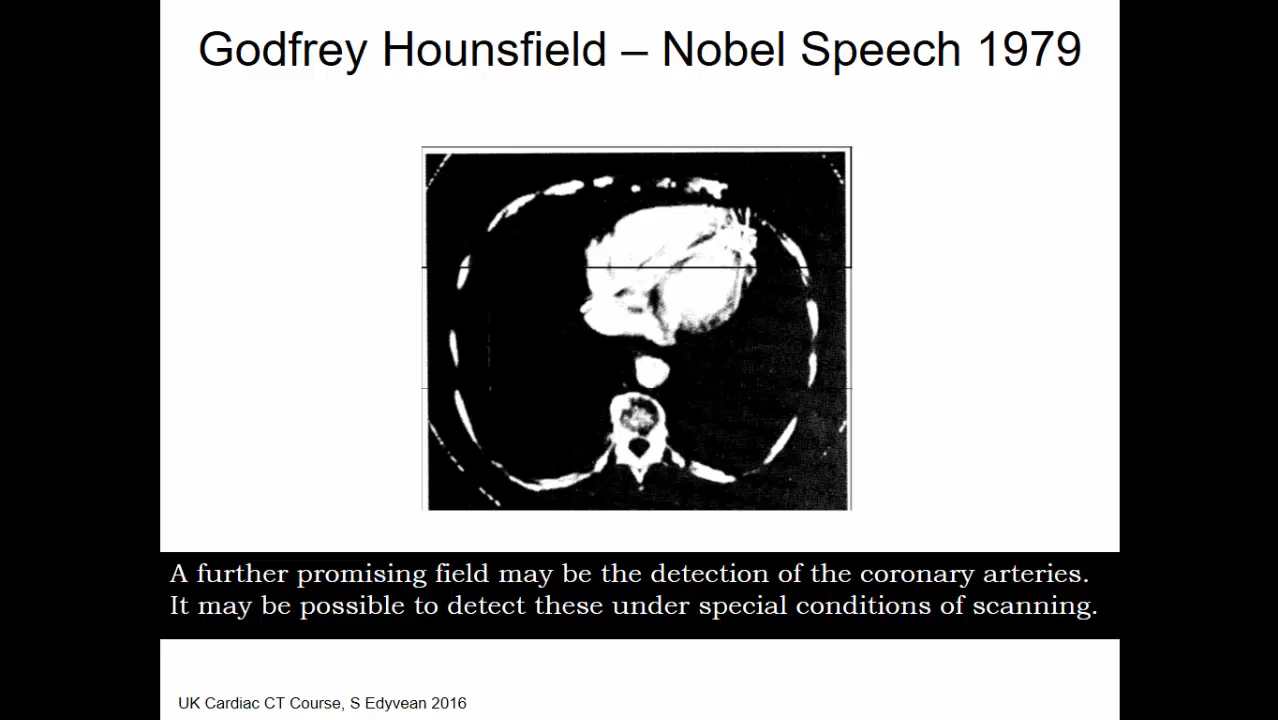 Godfrey Hounsfield – Nobel Speech 1979
A further promising field may be the detection of the coronary arteries.
It may be possible to detect these under special conditions of scanning.
UK Cardiac CT Course, S Edyvean 2016